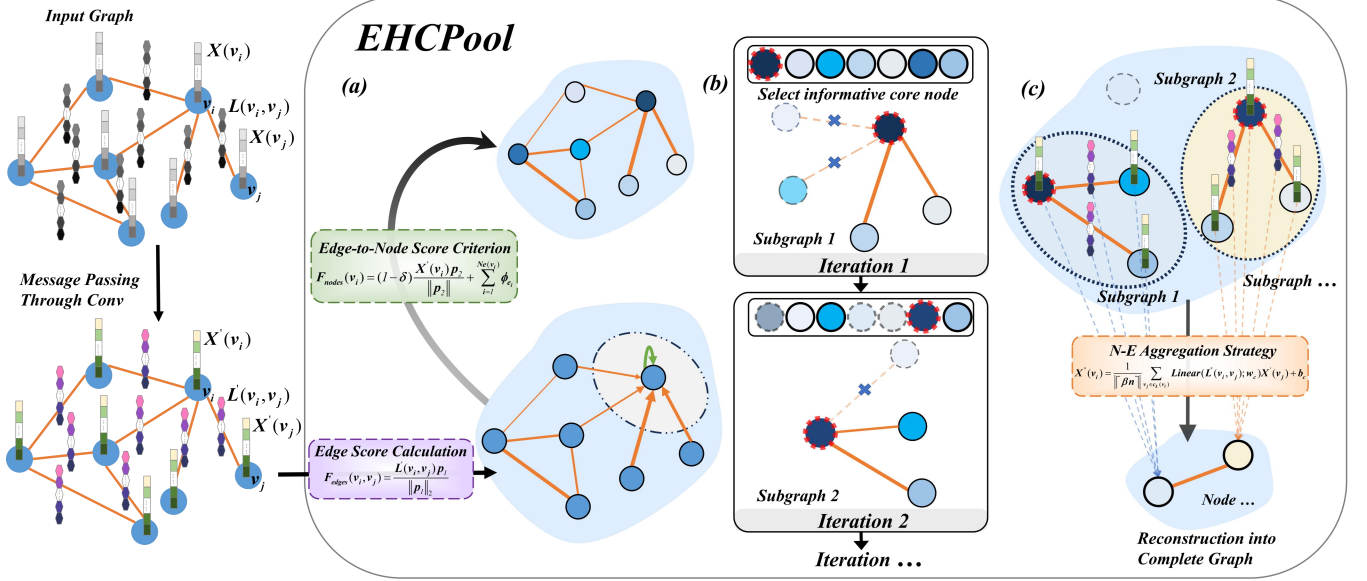 Input Graph
X(v_i)
v_i
L(v_i,v_j)
X(v_j)
v_j
Message Passing
Through Conv
X'(v_i)
v_i
L'(v_i,v_j)
X'(v_j)
v_j
EHCPool
(a)
Edge-to-Node Score Criterion
F_nodes(v_i)=(1-δ) X'(v_i)p_2 / ||p_2|| + ∑_{i=1}^{Ne(v_i)} ϕ_{e_i}
Edge Score Calculation
F_edges(v_i,v_j)= L'(v_i,v_j)p_1 / ||p_1||_2
(b)
Select informative core node
Subgraph 1
Iteration 1
Subgraph 2
Iteration 2
Iteration ...
(c)
Subgraph 2
Subgraph 1
Subgraph ...
N-E Aggregation Strategy
Node ...
Reconstruction into
Complete Graph